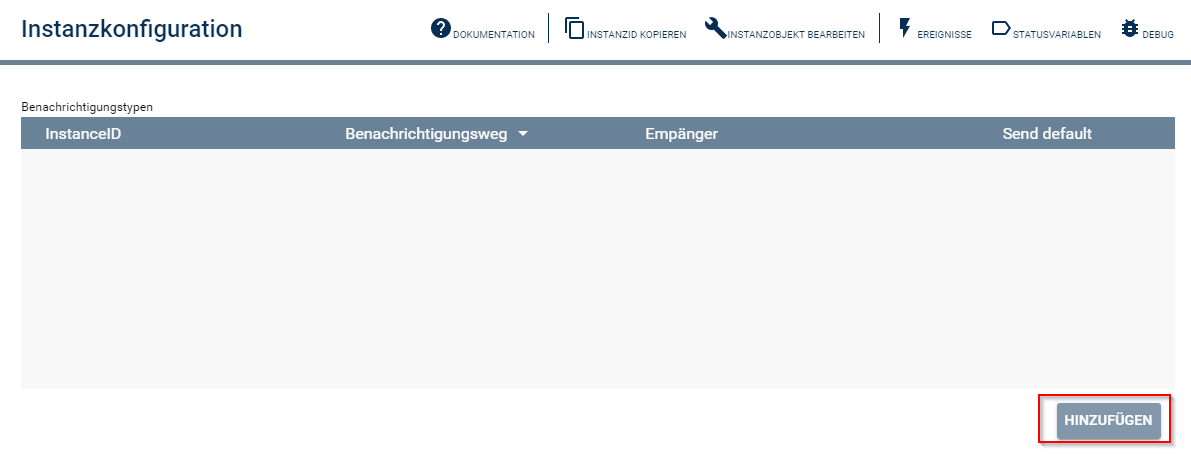 Instanzkonfiguration
DOKUMENTATION
INSTANZID KOPIEREN
INSTANZOBJEKT BEARBEITEN
EREIGNISSE
STATUSVARIABLEN
DEBUG
Benachrichtigungstypen
InstanceID Benachrichtigungsweg Empänger Send default
HINZUFÜGEN